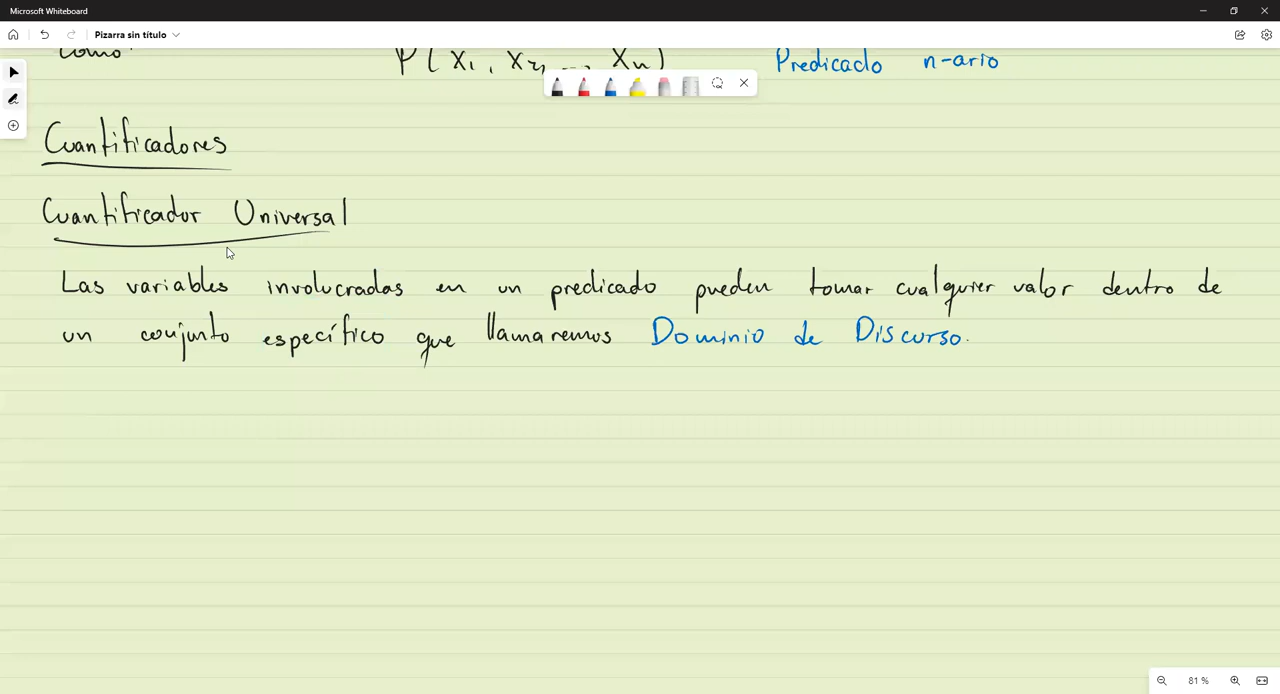 Microsoft Whiteboard
Pizarra sin título
como:
P(x₁, x₂, ..., xₙ) Predicado n-ario
Cuantificadores
Cuantificador Universal
Las variables involucradas en un predicado pueden tomar cualquier valor dentro de
un conjunto específico que llamaremos Dominio de Discurso.
81 %